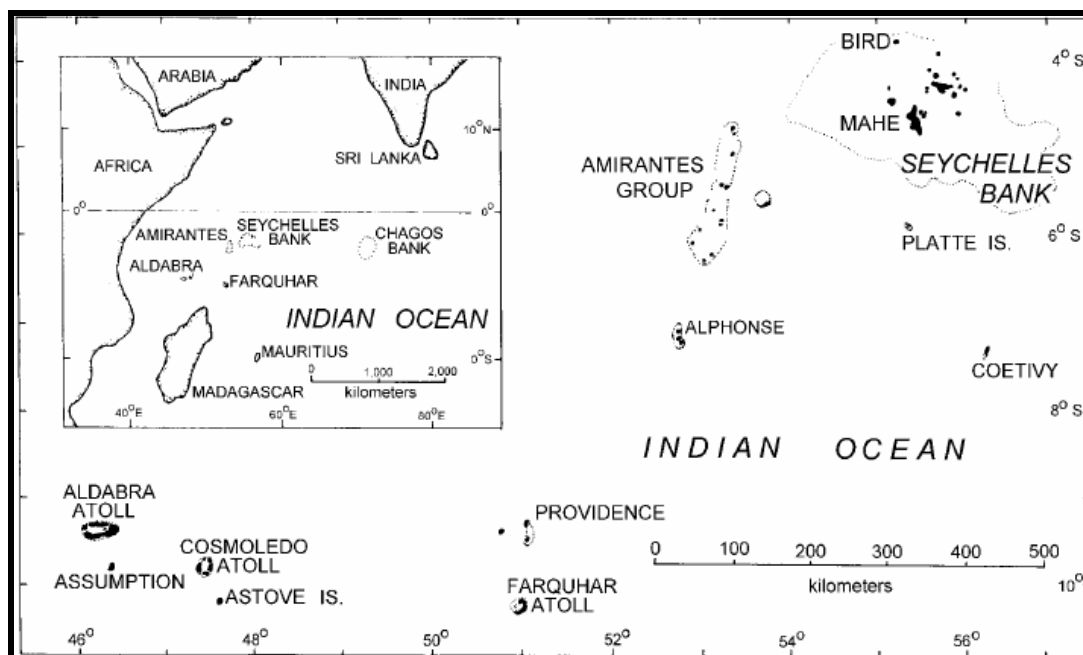 ARABIA
INDIA
10°N
AFRICA
SRI LANKA
0°
0°
SEYCHELLES
BANK
AMIRANTES
CHAGOS
BANK
ALDABRA
FARQUHAR
INDIAN OCEAN
MAURITIUS
0°S
0 1,000 2,000
kilometers
MADAGASCAR
40°E
60°E
80°E
BIRD
4° S
MAHE
AMIRANTES
GROUP
SEYCHELLES
BANK
PLATTE IS.
6° S
ALPHONSE
COETIVY
8° S
INDIAN OCEAN
ALDABRA
ATOLL
PROVIDENCE
COSMOLEDO
ATOLL
0 100 200 300 400 500
kilometers
ASSUMPTION
ASTOVE IS.
FARQUHAR
ATOLL
10°
46° 48° 50° 52° 54° 56°